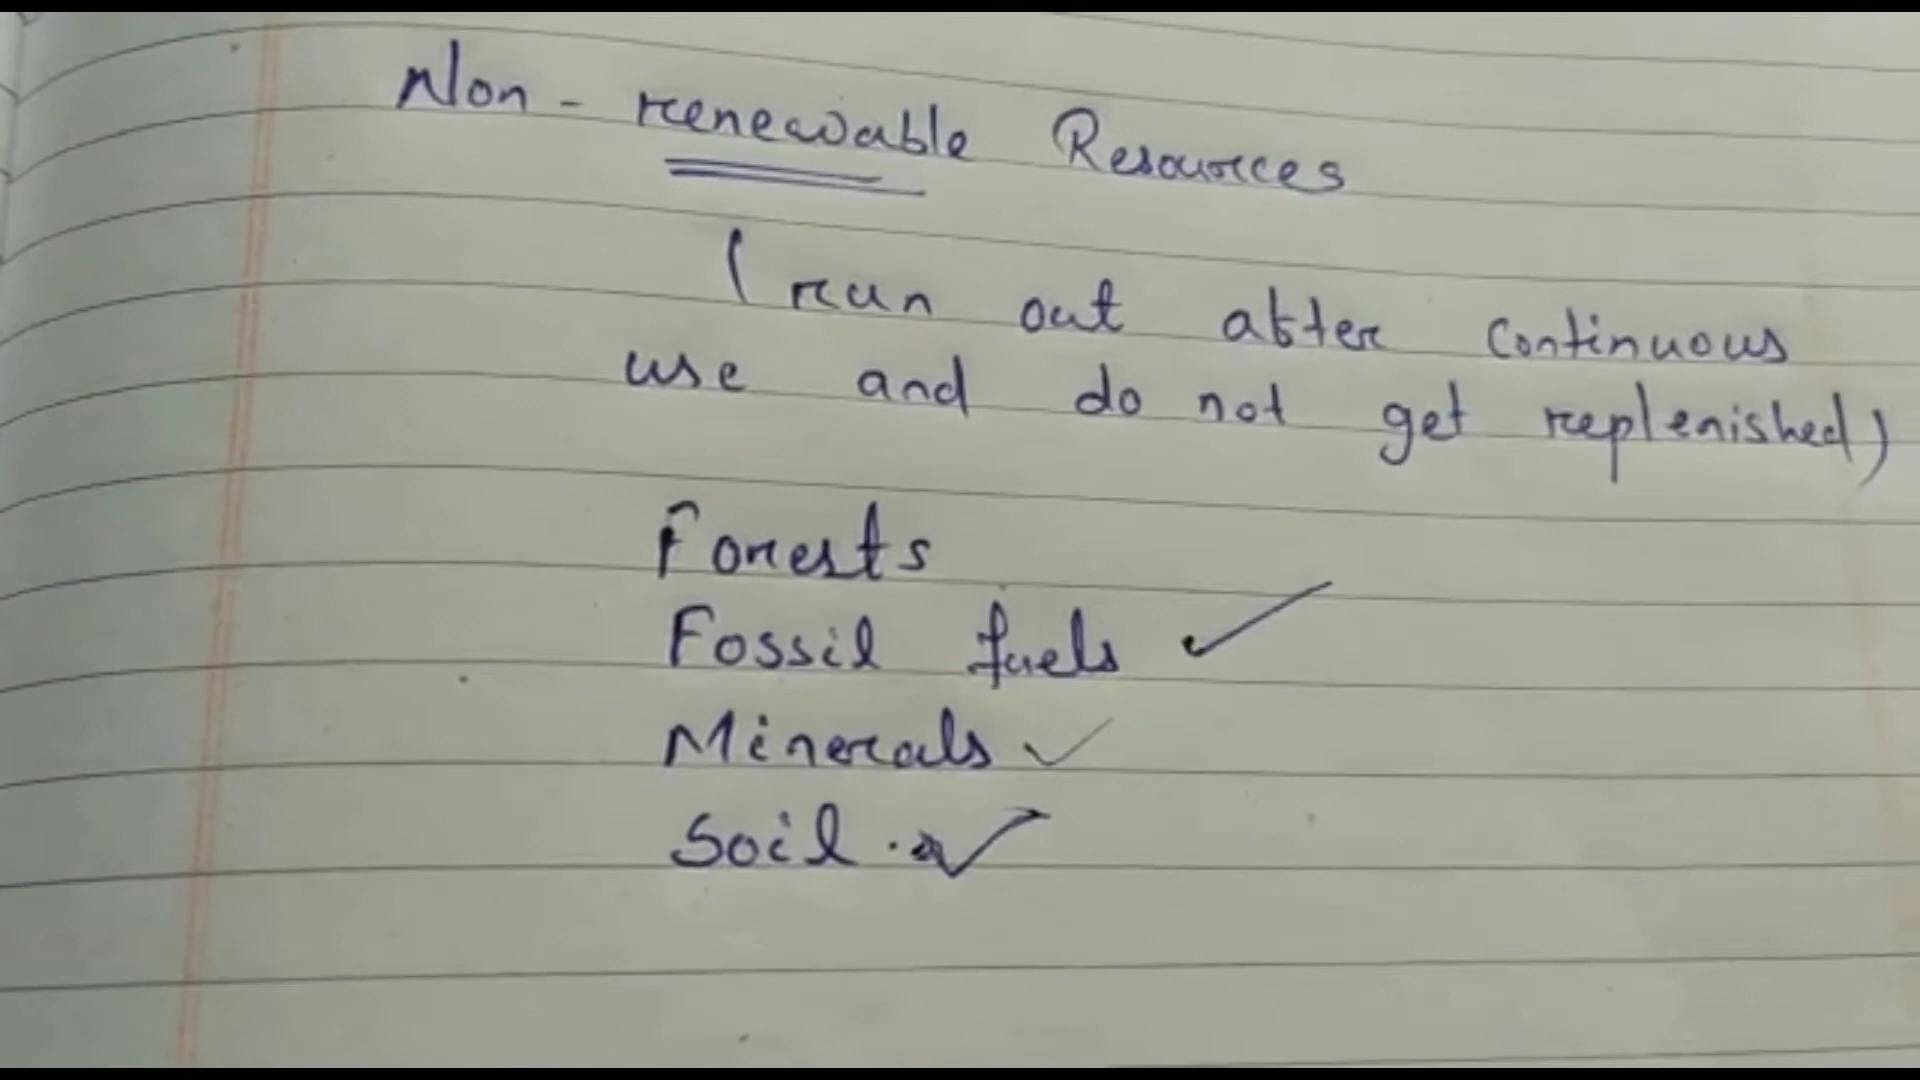 Non-renewable Resources
(run out after continuous
use and do not get replenished)
Forests
Fossil fuels ✓
Minerals ✓
Soil. ✓